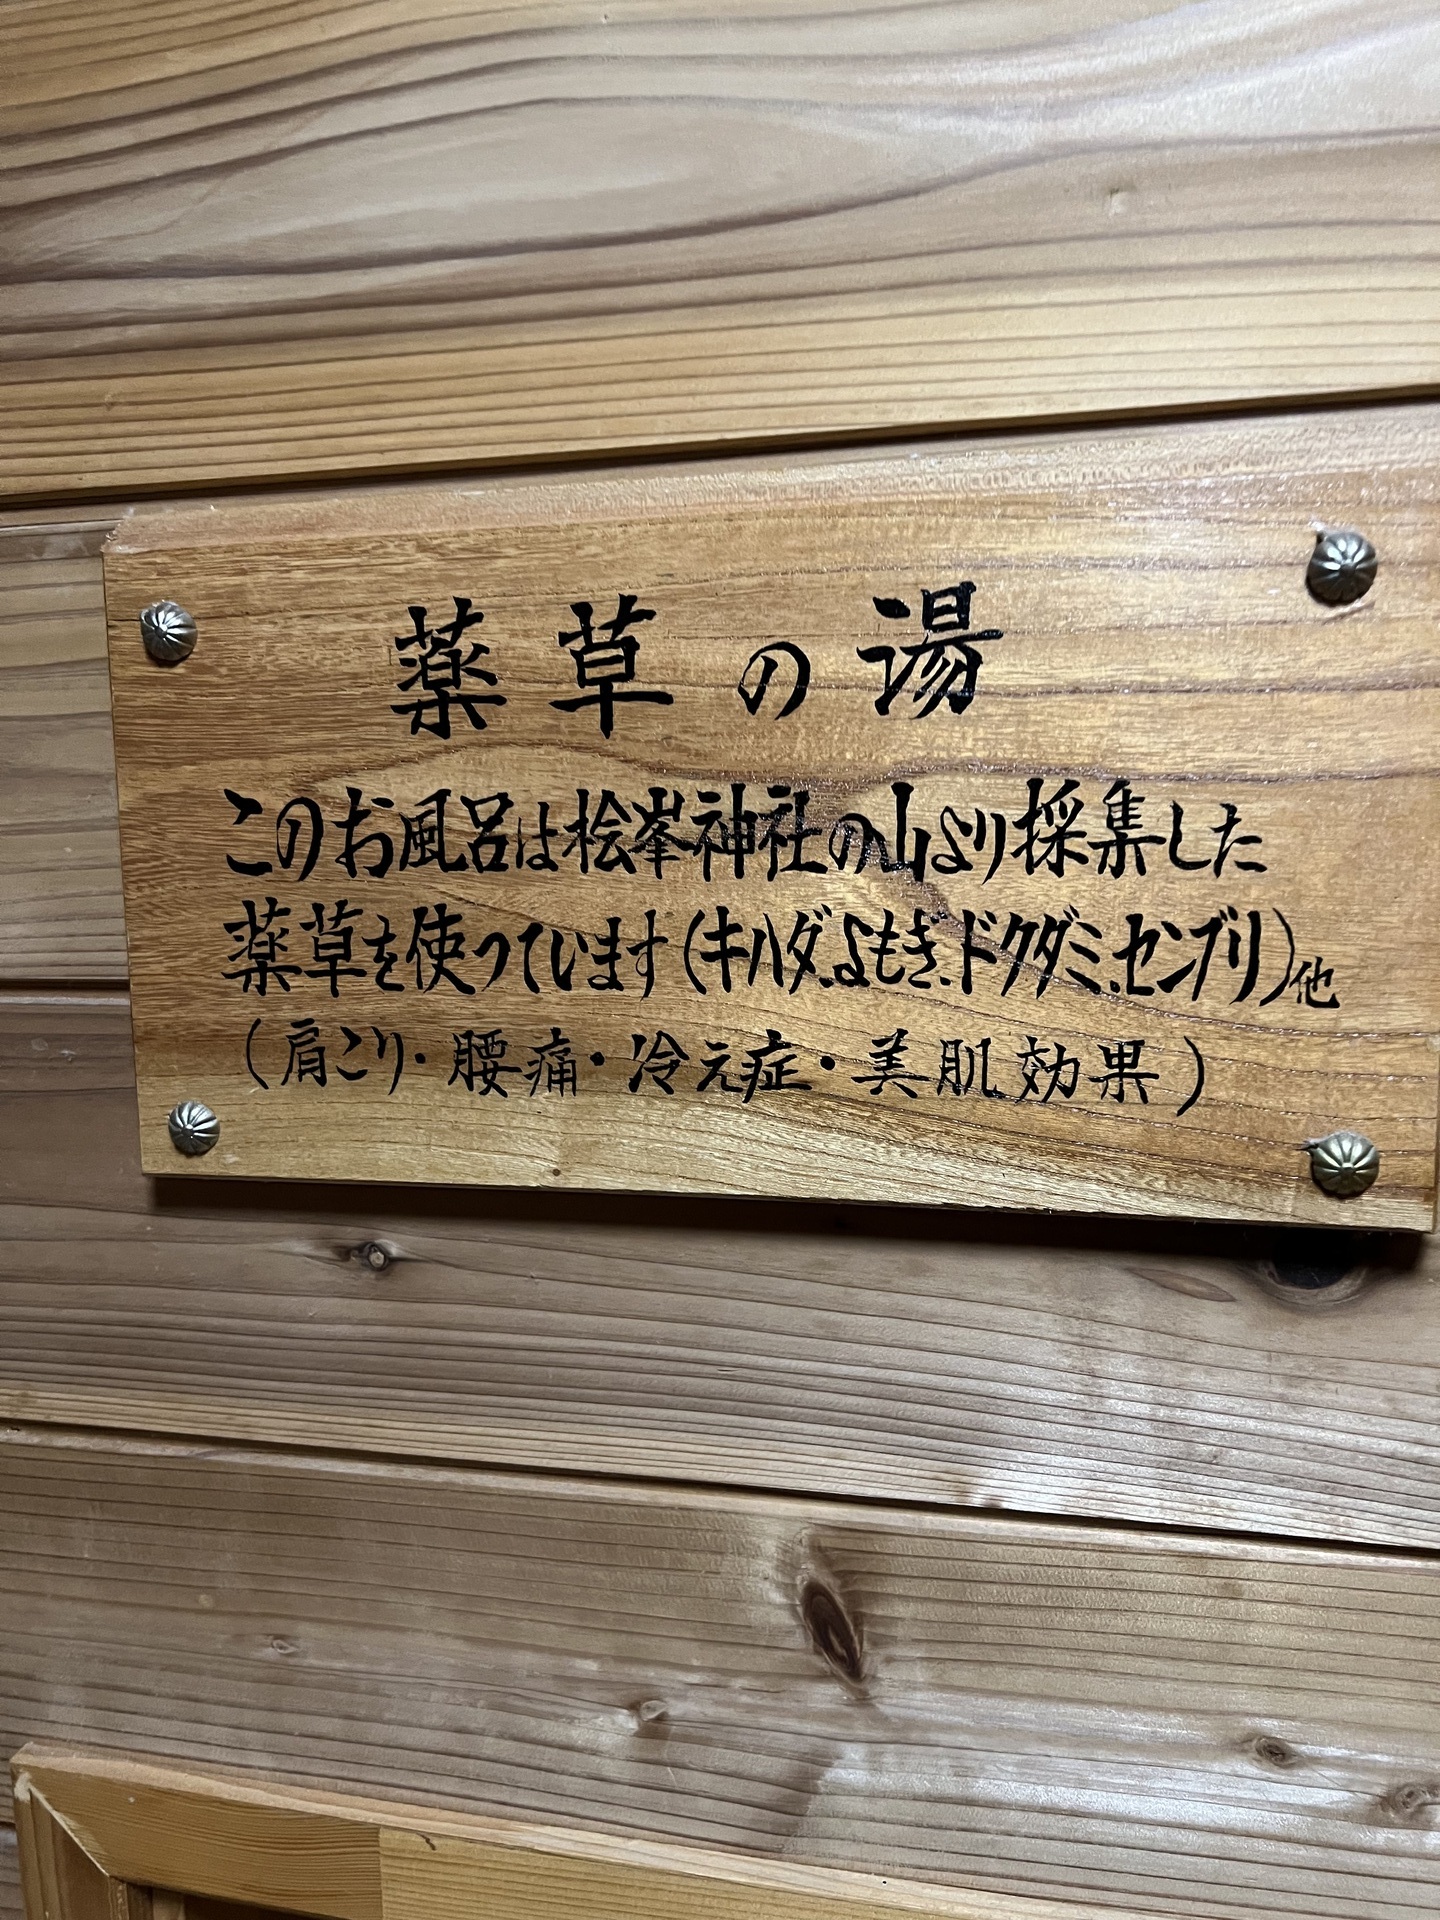 薬草の湯
このお風呂は桧峯神社の山より採集した
薬草を使っています(キハダ、よもぎ、ドクダミ、センブリ)他
(肩こり・腰痛・冷え症・美肌効果)